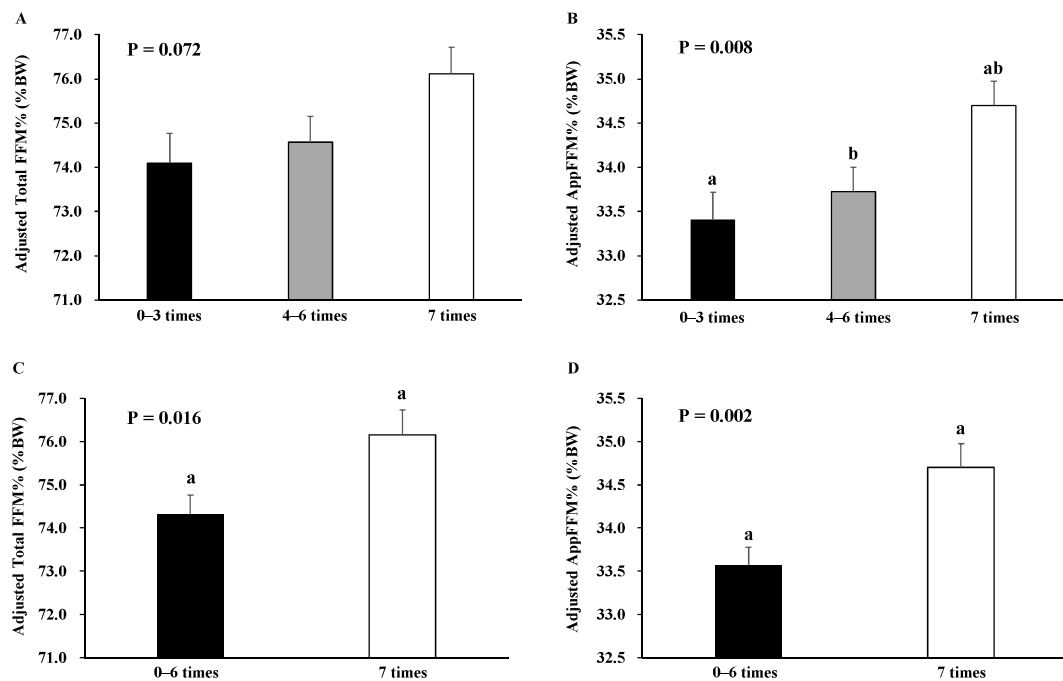 A
Adjusted Total FFM% (%BW)
77.0
76.0
75.0
74.0
73.0
72.0
71.0
P = 0.072
0–3 times
4–6 times
7 times
B
Adjusted AppFFM% (%BW)
35.5
35.0
34.5
34.0
33.5
33.0
32.5
P = 0.008
a
b
ab
0–3 times
4–6 times
7 times
C
Adjusted Total FFM% (%BW)
77.0
76.0
75.0
74.0
73.0
72.0
71.0
P = 0.016
a
a
0–6 times
7 times
D
Adjusted AppFFM% (%BW)
35.5
35.0
34.5
34.0
33.5
33.0
32.5
P = 0.002
a
a
0–6 times
7 times